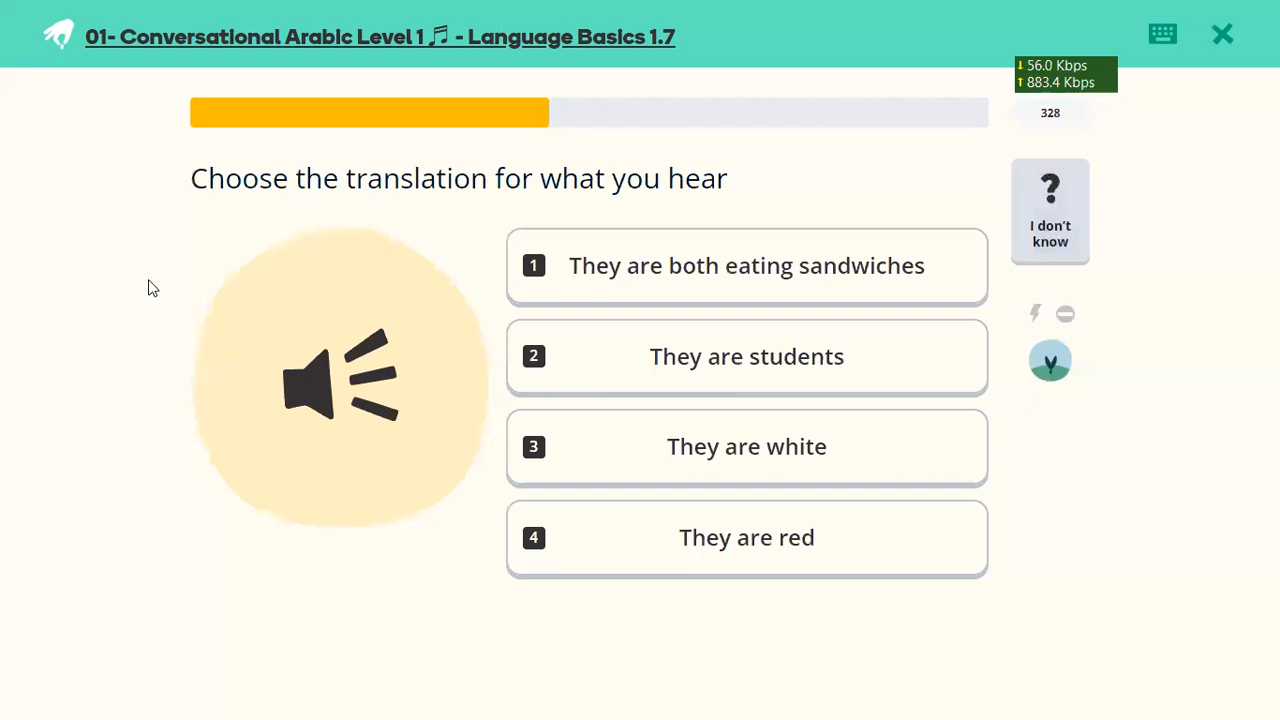 01- Conversational Arabic Level 1 🎵 - Language Basics 1.7
↓ 56.0 Kbps
↑ 883.4 Kbps
328
Choose the translation for what you hear
?
I don't
know
1 They are both eating sandwiches
2 They are students
3 They are white
4 They are red